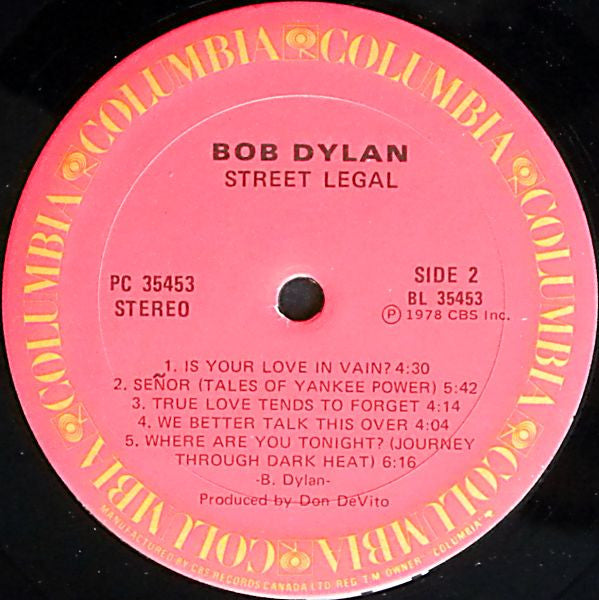 COLUMBIA COLUMBIA COLUMBIA COLUMBIA COLUMBIA COLUMBIA
BOB DYLAN
STREET LEGAL
PC 35453
STEREO
SIDE 2
BL 35453
Ⓟ 1978 CBS Inc.
1. IS YOUR LOVE IN VAIN? 4:30
2. SEÑOR (TALES OF YANKEE POWER) 5:42
3. TRUE LOVE TENDS TO FORGET 4:14
4. WE BETTER TALK THIS OVER 4:04
5. WHERE ARE YOU TONIGHT? (JOURNEY
THROUGH DARK HEAT) 6:16
-B. Dylan-
Produced by Don DeVito
MANUFACTURED BY CBS RECORDS CANADA LTD. REG. T M OWNER - COLUMBIA